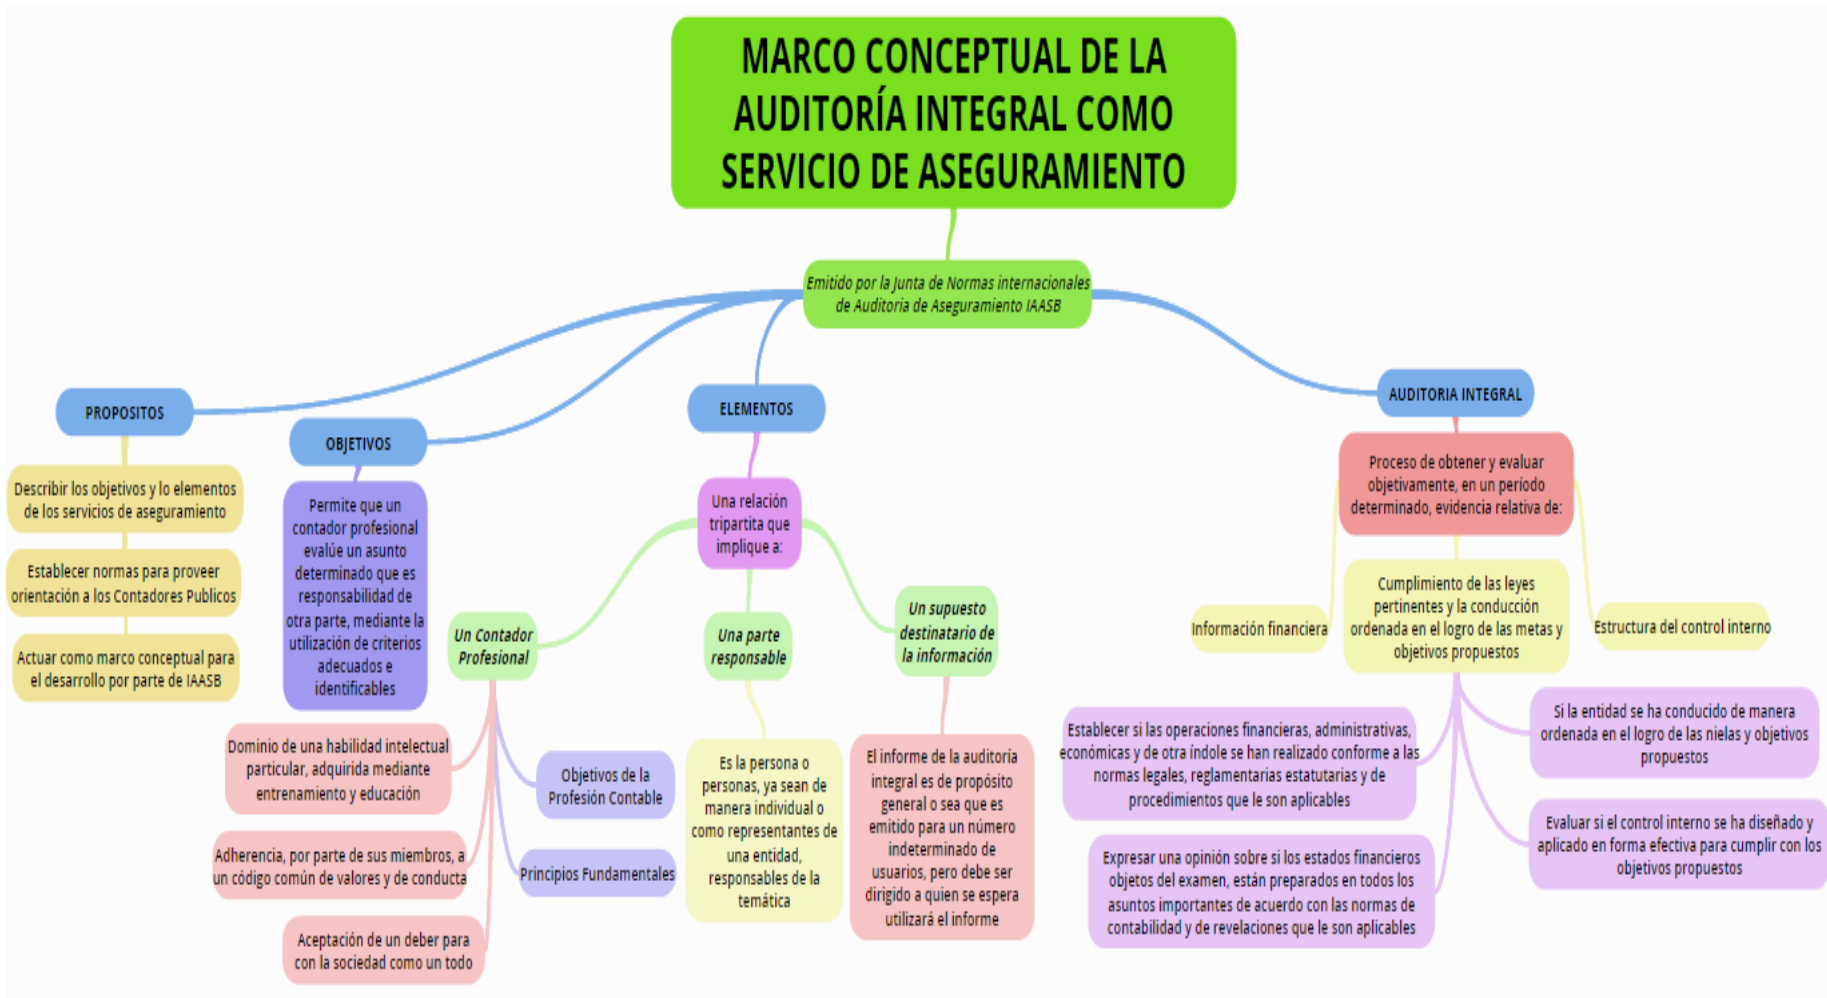 MARCO CONCEPTUAL DE LA
AUDITORÍA INTEGRAL COMO
SERVICIO DE ASEGURAMIENTO
Emitido por la Junta de Normas internacionales
de Auditoria de Aseguramiento IAASB
PROPOSITOS
Describir los objetivos y lo elementos
de los servicios de aseguramiento
Establecer normas para proveer
orientación a los Contadores Publicos
Actuar como marco conceptual para
el desarrollo por parte de IAASB
OBJETIVOS
Permite que un
contador profesional
evalúe un asunto
determinado que es
responsabilidad de
otra parte, mediante la
utilización de criterios
adecuados e
identificables
ELEMENTOS
Una relación
tripartita que
implique a:
Un Contador
Profesional
Dominio de una habilidad intelectual
particular, adquirida mediante
entrenamiento y educación
Adherencia, por parte de sus miembros, a
un código común de valores y de conducta
Aceptación de un deber para
con la sociedad como un todo
Objetivos de la
Profesión Contable
Principios Fundamentales
Una parte
responsable
Es la persona o
personas, ya sean de
manera individual o
como representantes de
una entidad,
responsables de la
temática
Un supuesto
destinatario de
la información
El informe de la auditoría
integral es de propósito
general o sea que es
emitido para un número
indeterminado de
usuarios, pero debe ser
dirigido a quien se espera
utilizará el informe
AUDITORIA INTEGRAL
Proceso de obtener y evaluar
objetivamente, en un período
determinado, evidencia relativa de:
Información financiera
Cumplimiento de las leyes
pertinentes y la conducción
ordenada en el logro de las metas y
objetivos propuestos
Estructura del control interno
Establecer si las operaciones financieras, administrativas,
económicas y de otra índole se han realizado conforme a las
normas legales, reglamentarias estatutarias y de
procedimientos que le son aplicables
Expresar una opinión sobre si los estados financieros
objetos del examen, están preparados en todos los
asuntos importantes de acuerdo con las normas de
contabilidad y de revelaciones que le son aplicables
Si la entidad se ha conducido de manera
ordenada en el logro de las nielas y objetivos
propuestos
Evaluar si el control interno se ha diseñado y
aplicado en forma efectiva para cumplir con los
objetivos propuestos